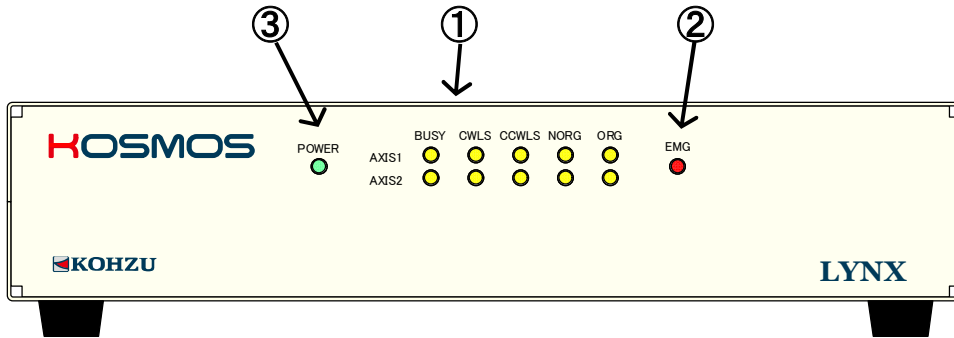 ③ ① ②
BUSY CWLS CCWLS NORG ORG
KOSMOS POWER EMG
AXIS1
AXIS2
KOHZU
LYNX